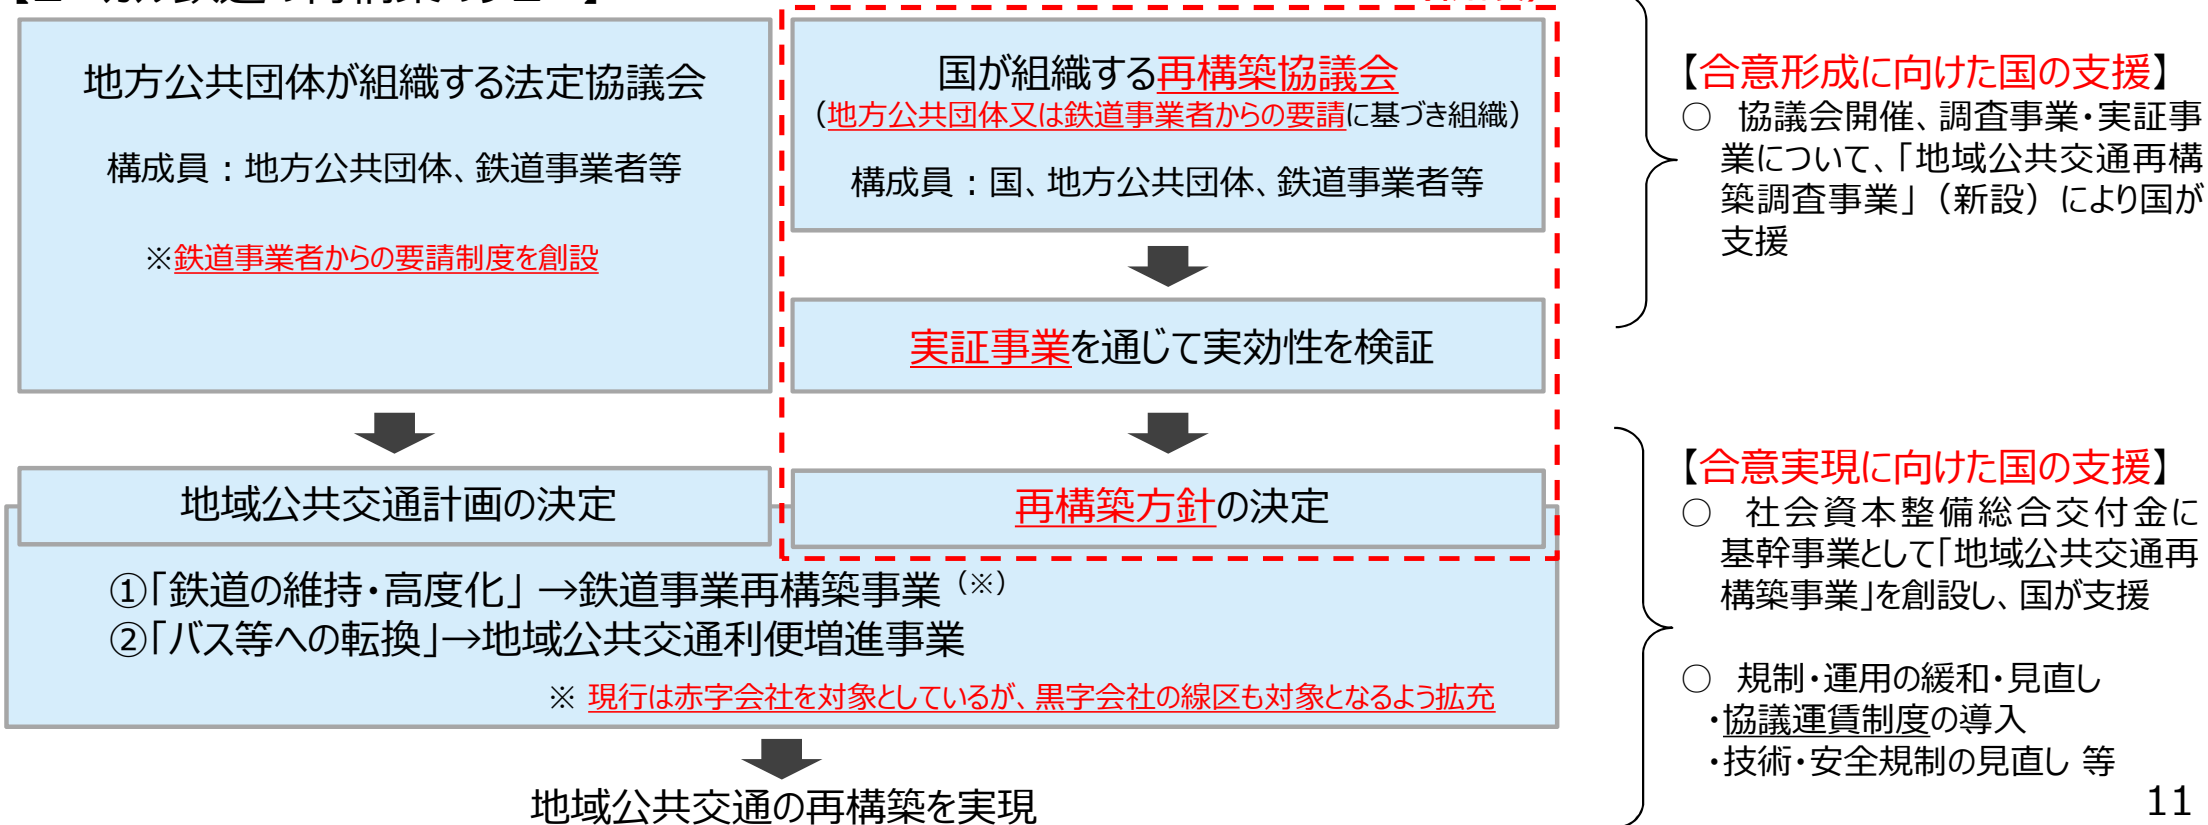 地方公共団体が組織する法定協議会
構成員：地方公共団体、鉄道事業者等
※鉄道事業者からの要請制度を創設
国が組織する再構築協議会
（地方公共団体又は鉄道事業者からの要請に基づき組織）
構成員：国、地方公共団体、鉄道事業者等
実証事業を通じて実効性を検証
地域公共交通計画の決定
再構築方針の決定
①「鉄道の維持・高度化」→鉄道事業再構築事業（※）
②「バス等への転換」→地域公共交通利便増進事業
※ 現行は赤字会社を対象としているが、黒字会社の線区も対象となるよう拡充
地域公共交通の再構築を実現
【合意形成に向けた国の支援】
○ 協議会開催、調査事業・実証事
業について、「地域公共交通再構
築調査事業」（新設）により国が
支援
【合意実現に向けた国の支援】
○ 社会資本整備総合交付金に
基幹事業として「地域公共交通再
構築事業」を創設し、国が支援
○ 規制・運用の緩和・見直し
・協議運賃制度の導入
・技術・安全規制の見直し 等
11